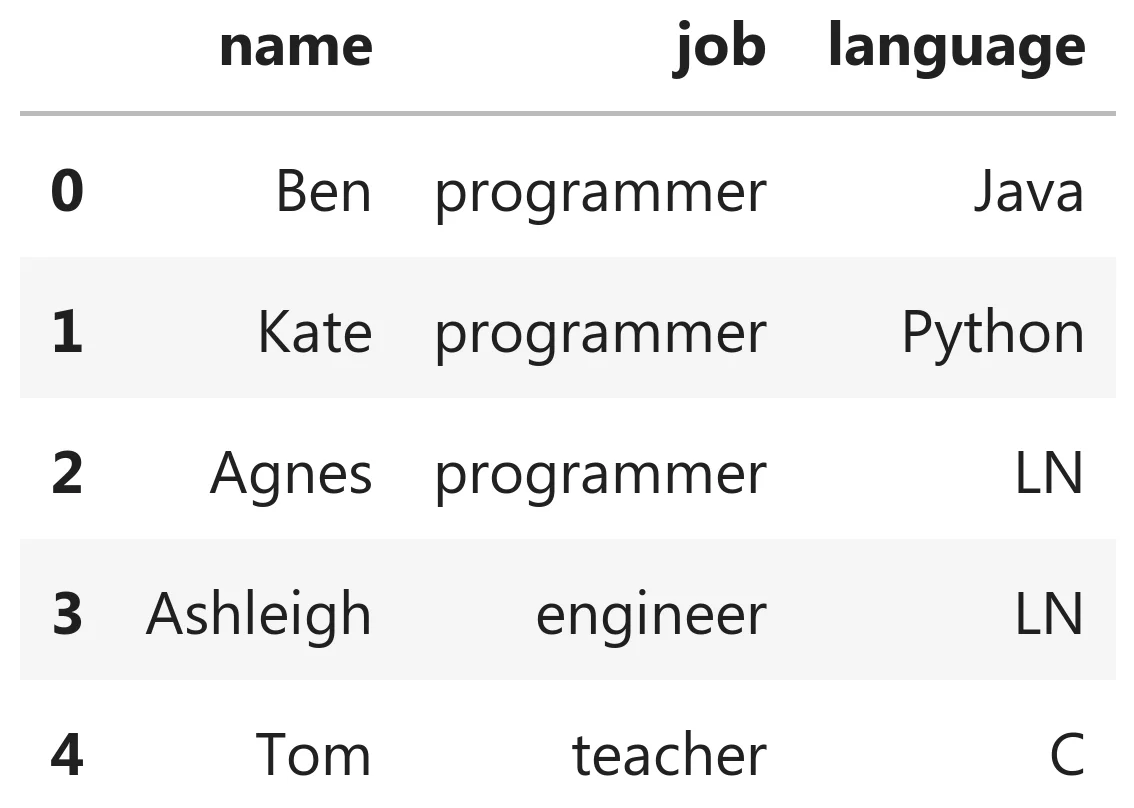 name job language
0 Ben programmer Java
1 Kate programmer Python
2 Agnes programmer LN
3 Ashleigh engineer LN
4 Tom teacher C